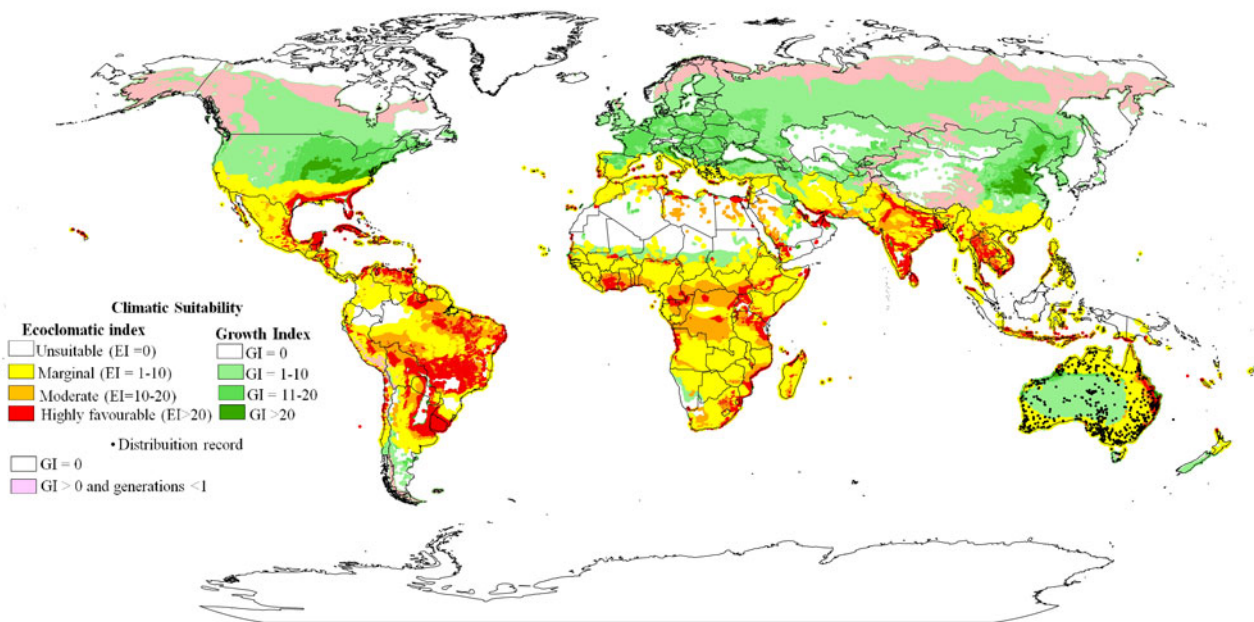 Climatic Suitability
Ecoclomatic index
Unsuitable (EI =0)
Marginal (EI = 1-10)
Moderate (EI=10-20)
Highly favourable (EI>20)
Growth Index
GI = 0
GI = 1-10
GI = 11-20
GI >20
• Distribuition record
GI = 0
GI > 0 and generations <1